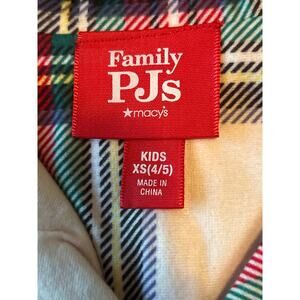 Family
PJs
★macy's
KIDS
XS(4/5)
MADE IN
CHINA